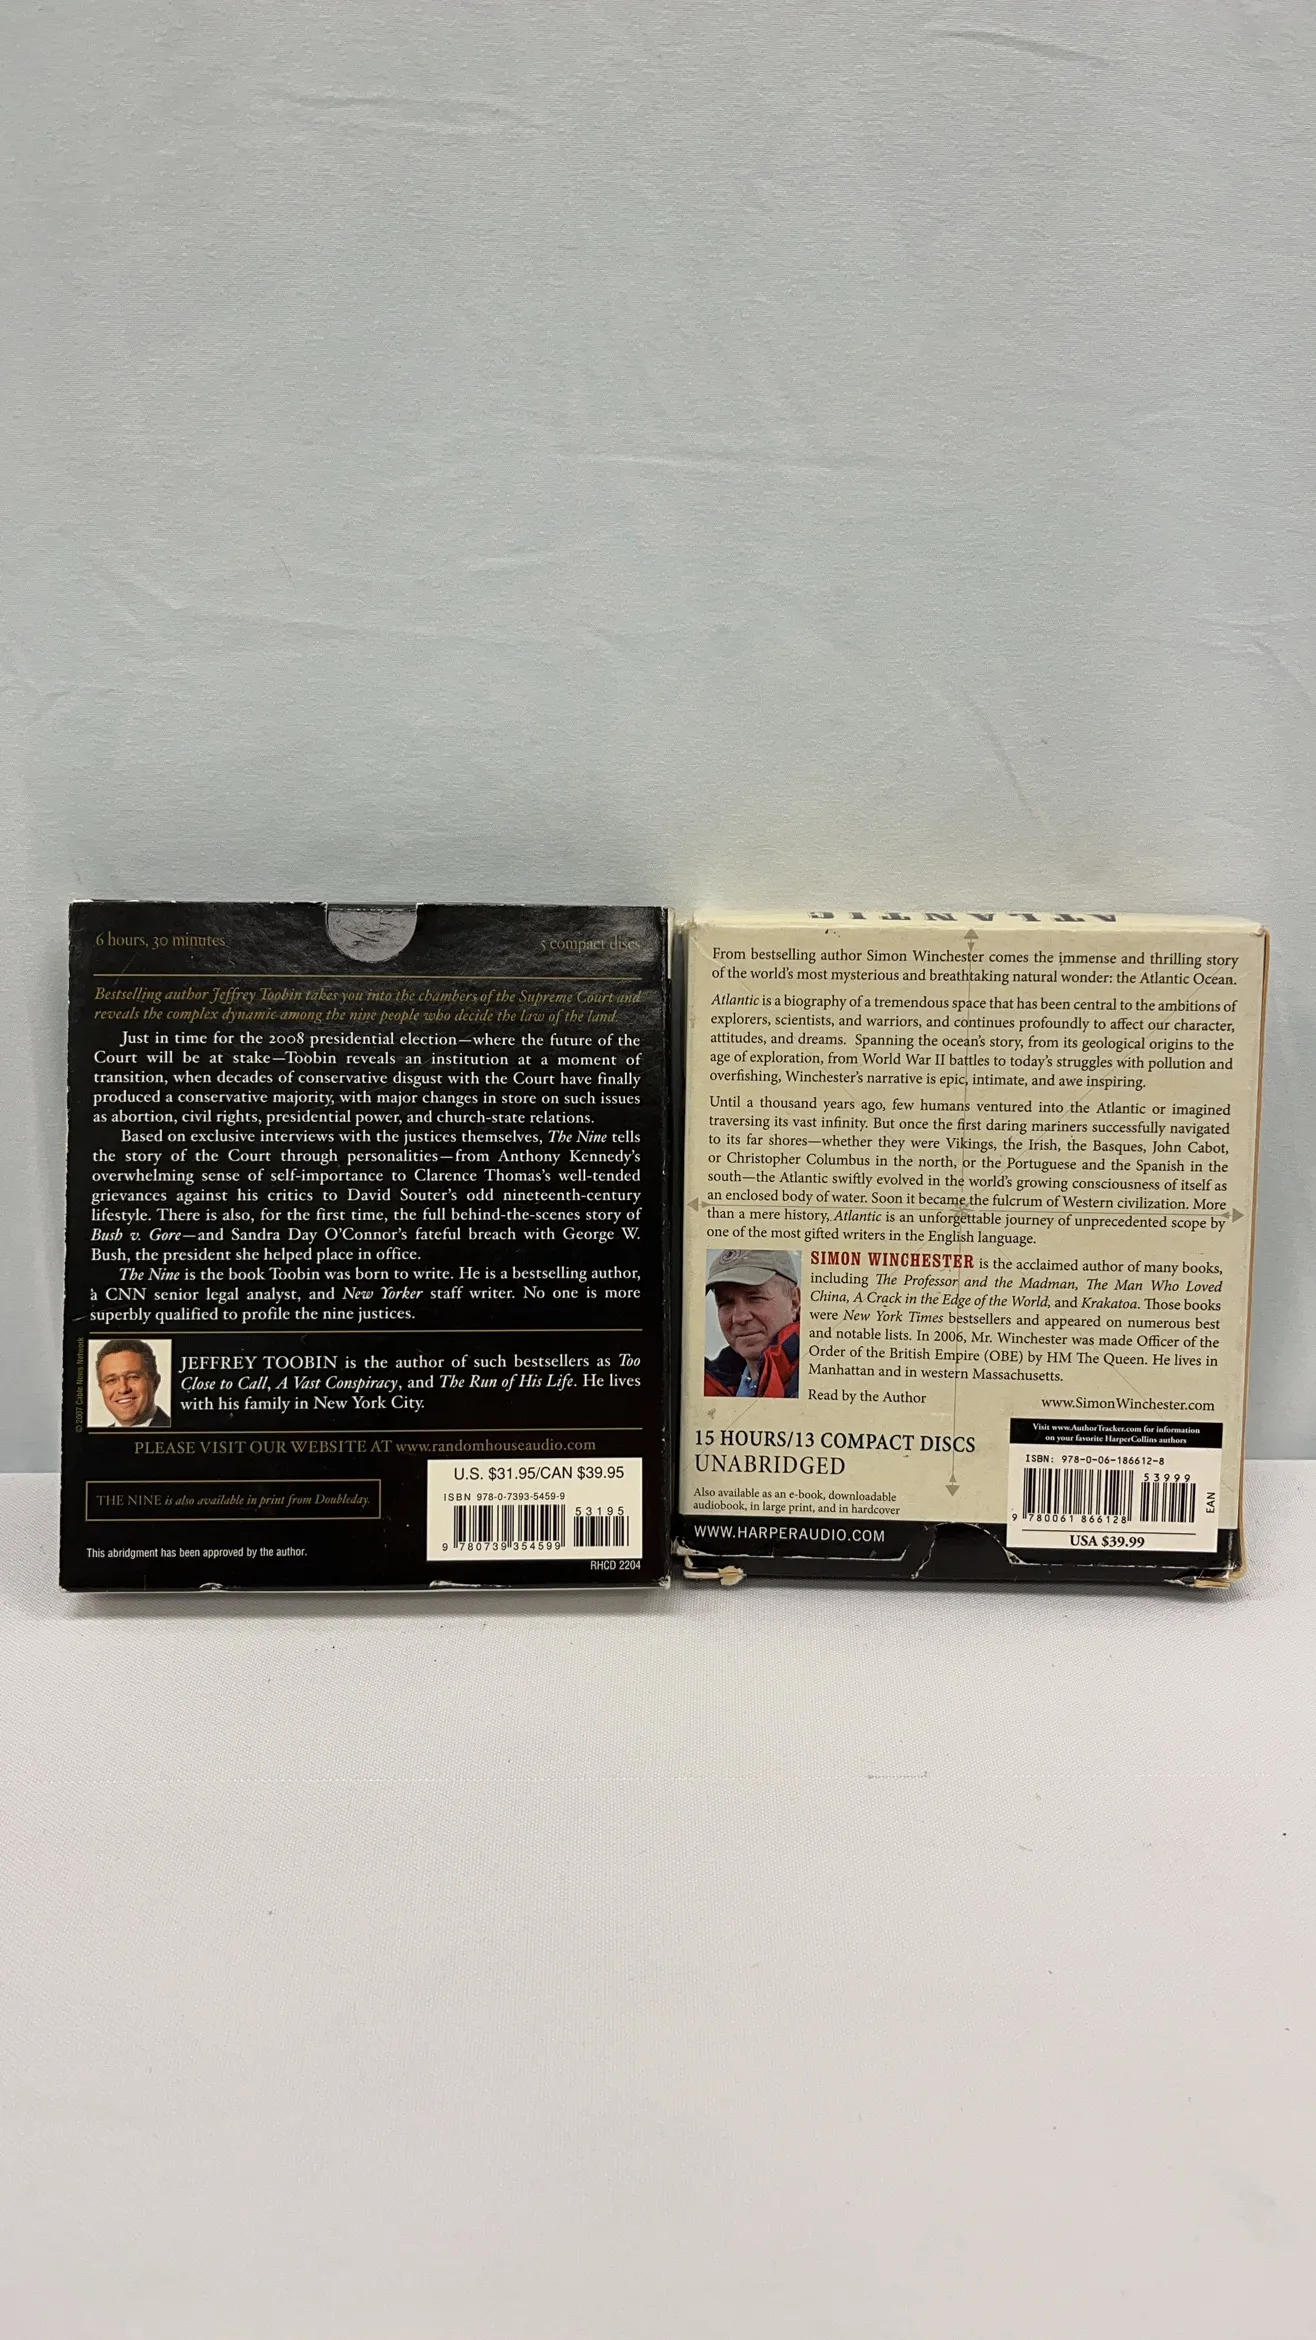 6 hours, 30 minutes
5 compact discs
Bestselling author Jeffrey Toobin takes you into the chambers of the Supreme Court and
reveals the complex dynamic among the nine people who decide the law of the land.
Just in time for the 2008 presidential election—where the future of the
Court will be at stake—Toobin reveals an institution at a moment of
transition, when decades of conservative disgust with the Court have finally
produced a conservative majority, with major changes in store on such issues
as abortion, civil rights, presidential power, and church-state relations.
Based on exclusive interviews with the justices themselves, The Nine tells
the story of the Court through personalities—from Anthony Kennedy's
overwhelming sense of self-importance to Clarence Thomas's well-tended
grievances against his critics to David Souter's odd nineteenth-century
lifestyle. There is also, for the first time, the full behind-the-scenes story of
Bush v. Gore—and Sandra Day O'Connor's fateful breach with George W.
Bush, the president she helped place in office.
The Nine is the book Toobin was born to write. He is a bestselling author,
a CNN senior legal analyst, and New Yorker staff writer. No one is more
superbly qualified to profile the nine justices.
© 2007 Cable News Network
JEFFREY TOOBIN is the author of such bestsellers as Too
Close to Call, A Vast Conspiracy, and The Run of His Life. He lives
with his family in New York City.
PLEASE VISIT OUR WEBSITE AT www.randomhouseaudio.com
THE NINE is also available in print from Doubleday.
This abridgment has been approved by the author.
U.S. $31.95/CAN $39.95
ISBN 978-0-7393-5459-9
53195
9 780739 354599
RHCD 2204
ATLANTIC
From bestselling author Simon Winchester comes the immense and thrilling story
of the world's most mysterious and breathtaking natural wonder: the Atlantic Ocean.
Atlantic is a biography of a tremendous space that has been central to the ambitions of
explorers, scientists, and warriors, and continues profoundly to affect our character,
attitudes, and dreams. Spanning the ocean's story, from its geological origins to the
age of exploration, from World War II battles to today's struggles with pollution and
overfishing, Winchester's narrative is epic, intimate, and awe inspiring.
Until a thousand years ago, few humans ventured into the Atlantic or imagined
traversing its vast infinity. But once the first daring mariners successfully navigated
to its far shores—whether they were Vikings, the Irish, the Basques, John Cabot,
or Christopher Columbus in the north, or the Portuguese and the Spanish in the
south—the Atlantic swiftly evolved in the world's growing consciousness of itself as
an enclosed body of water. Soon it became the fulcrum of Western civilization. More
than a mere history, Atlantic is an unforgettable journey of unprecedented scope by
one of the most gifted writers in the English language.
SIMON WINCHESTER is the acclaimed author of many books,
including The Professor and the Madman, The Man Who Loved
China, A Crack in the Edge of the World, and Krakatoa. Those books
were New York Times bestsellers and appeared on numerous best
and notable lists. In 2006, Mr. Winchester was made Officer of the
Order of the British Empire (OBE) by HM The Queen. He lives in
Manhattan and in western Massachusetts.
Read by the Author
www.SimonWinchester.com
15 HOURS/13 COMPACT DISCS
UNABRIDGED
Also available as an e-book, downloadable
audiobook, in large print, and in hardcover
WWW.HARPERAUDIO.COM
Visit www.AuthorTracker.com for information
on your favorite HarperCollins authors
ISBN: 978-0-06-186612-8
53999
9 780061 866128
EAN
USA $39.99